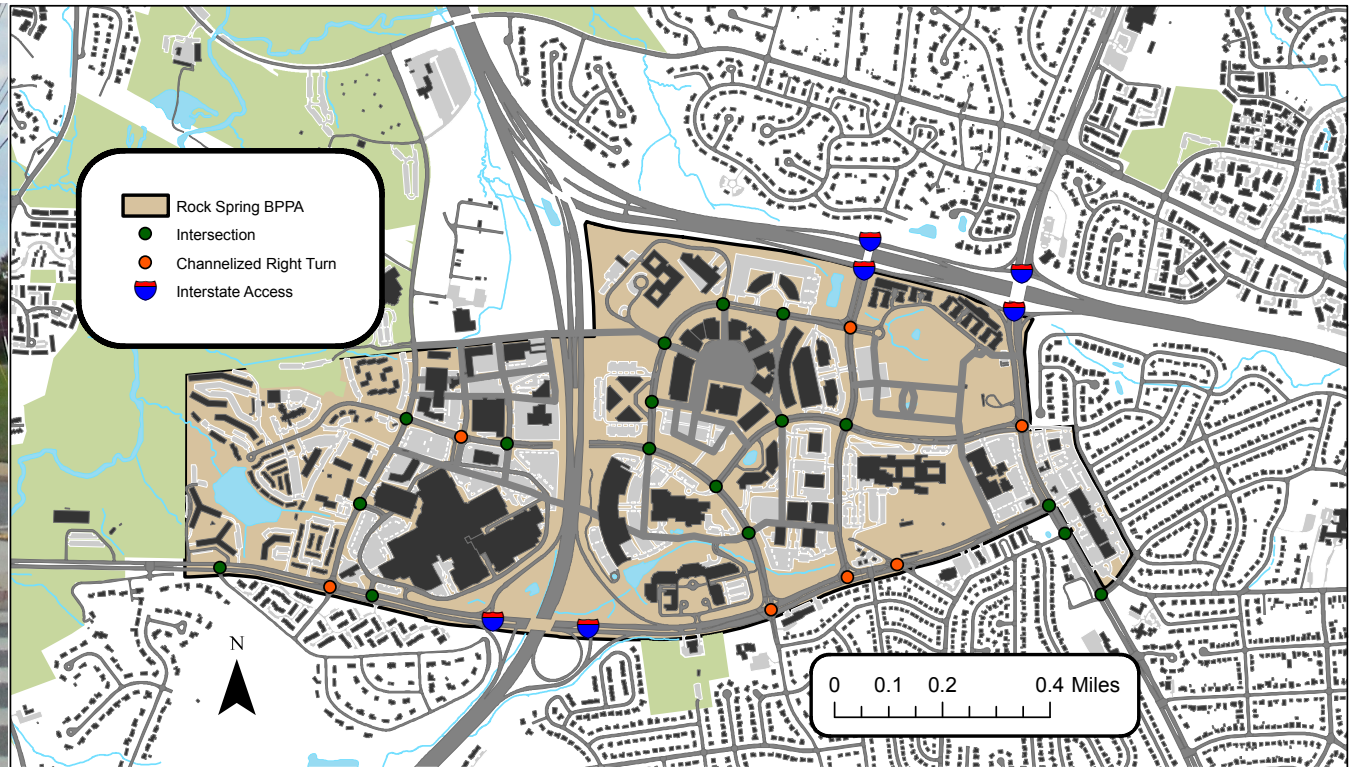 Rock Spring BPPA
Intersection
Channelized Right Turn
Interstate Access
N
0 0.1 0.2 0.4 Miles